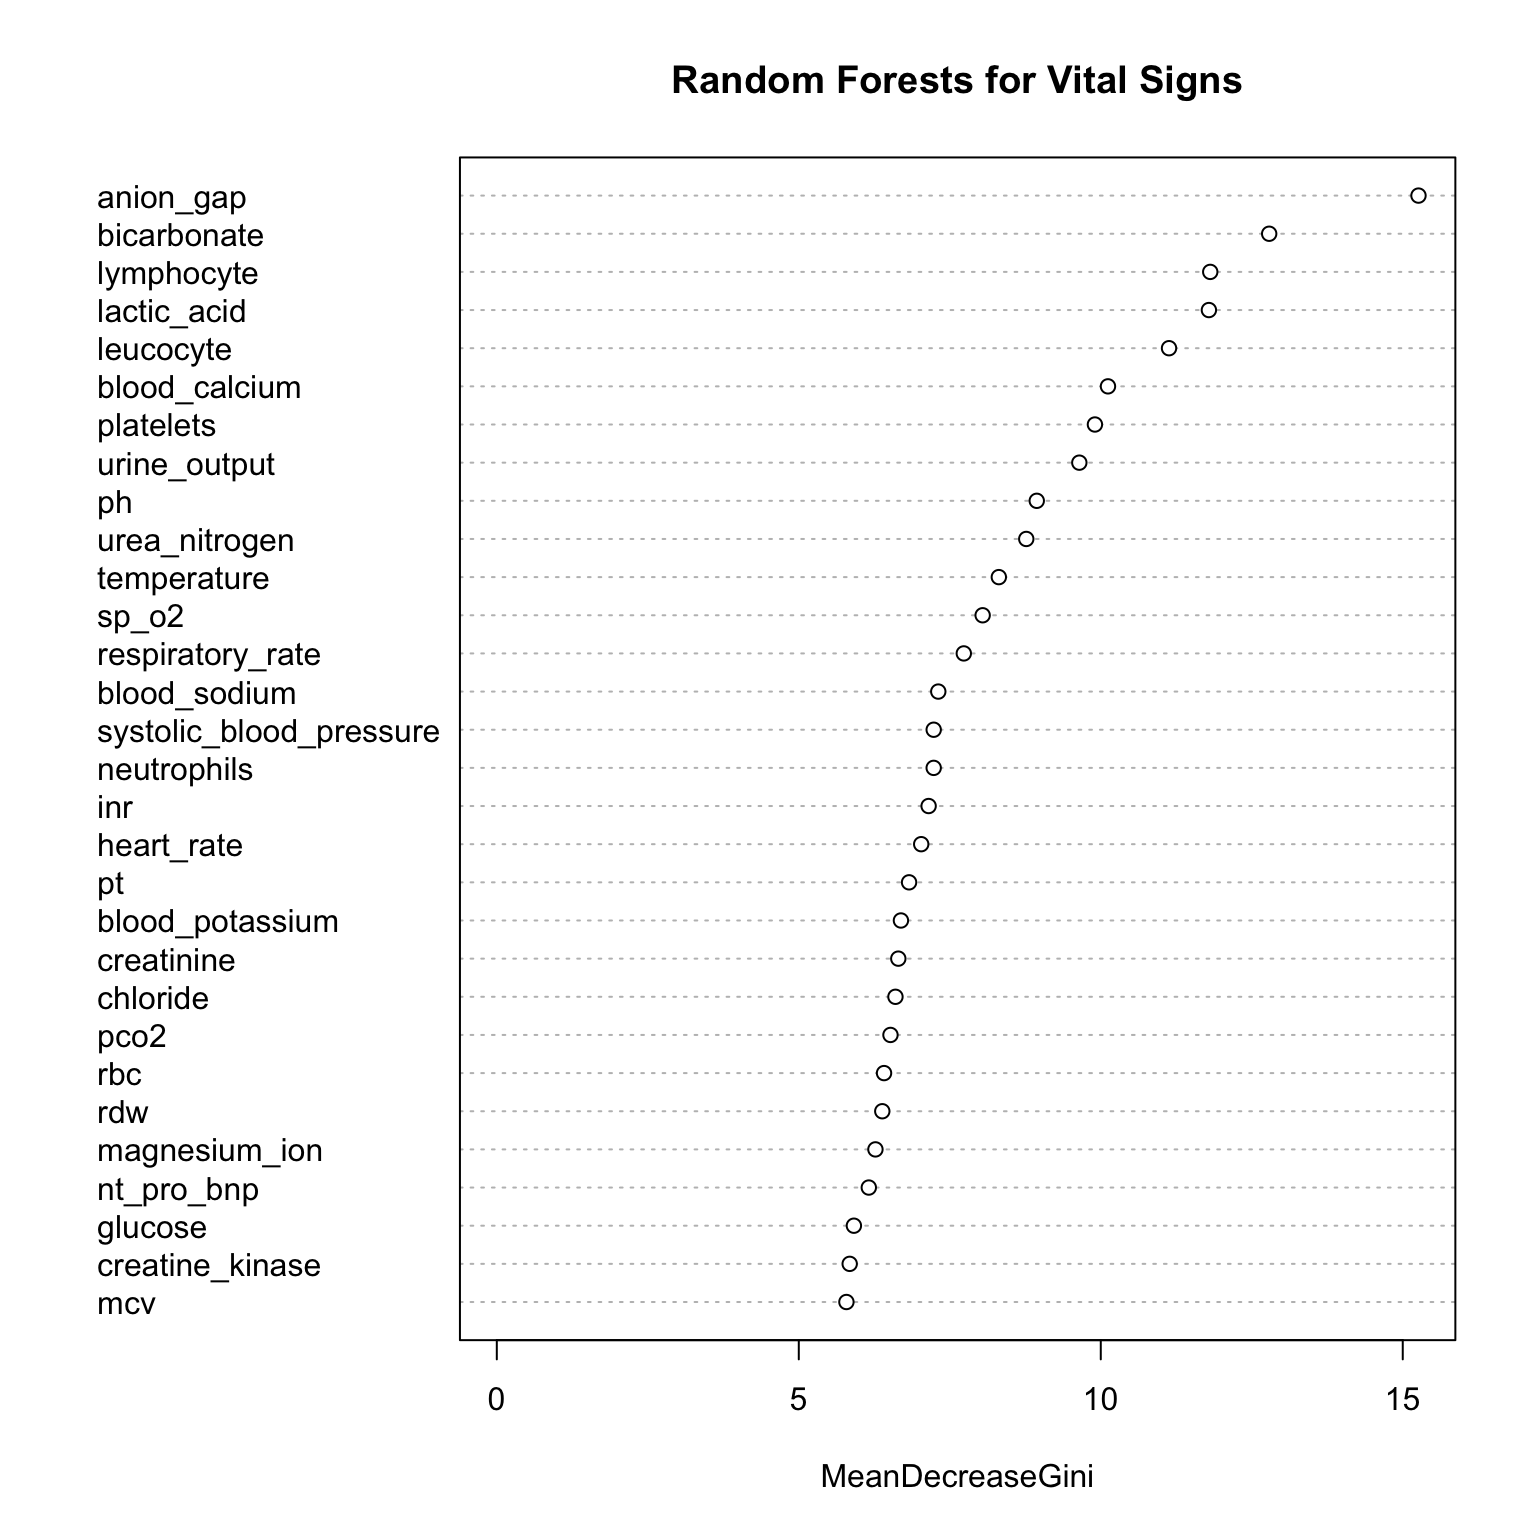 Random Forests for Vital Signs
anion_gap
bicarbonate
lymphocyte
lactic_acid
leucocyte
blood_calcium
platelets
urine_output
ph
urea_nitrogen
temperature
sp_o2
respiratory_rate
blood_sodium
systolic_blood_pressure
neutrophils
inr
heart_rate
pt
blood_potassium
creatinine
chloride
pco2
rbc
rdw
magnesium_ion
nt_pro_bnp
glucose
creatine_kinase
mcv
0 5 10 15
MeanDecreaseGini